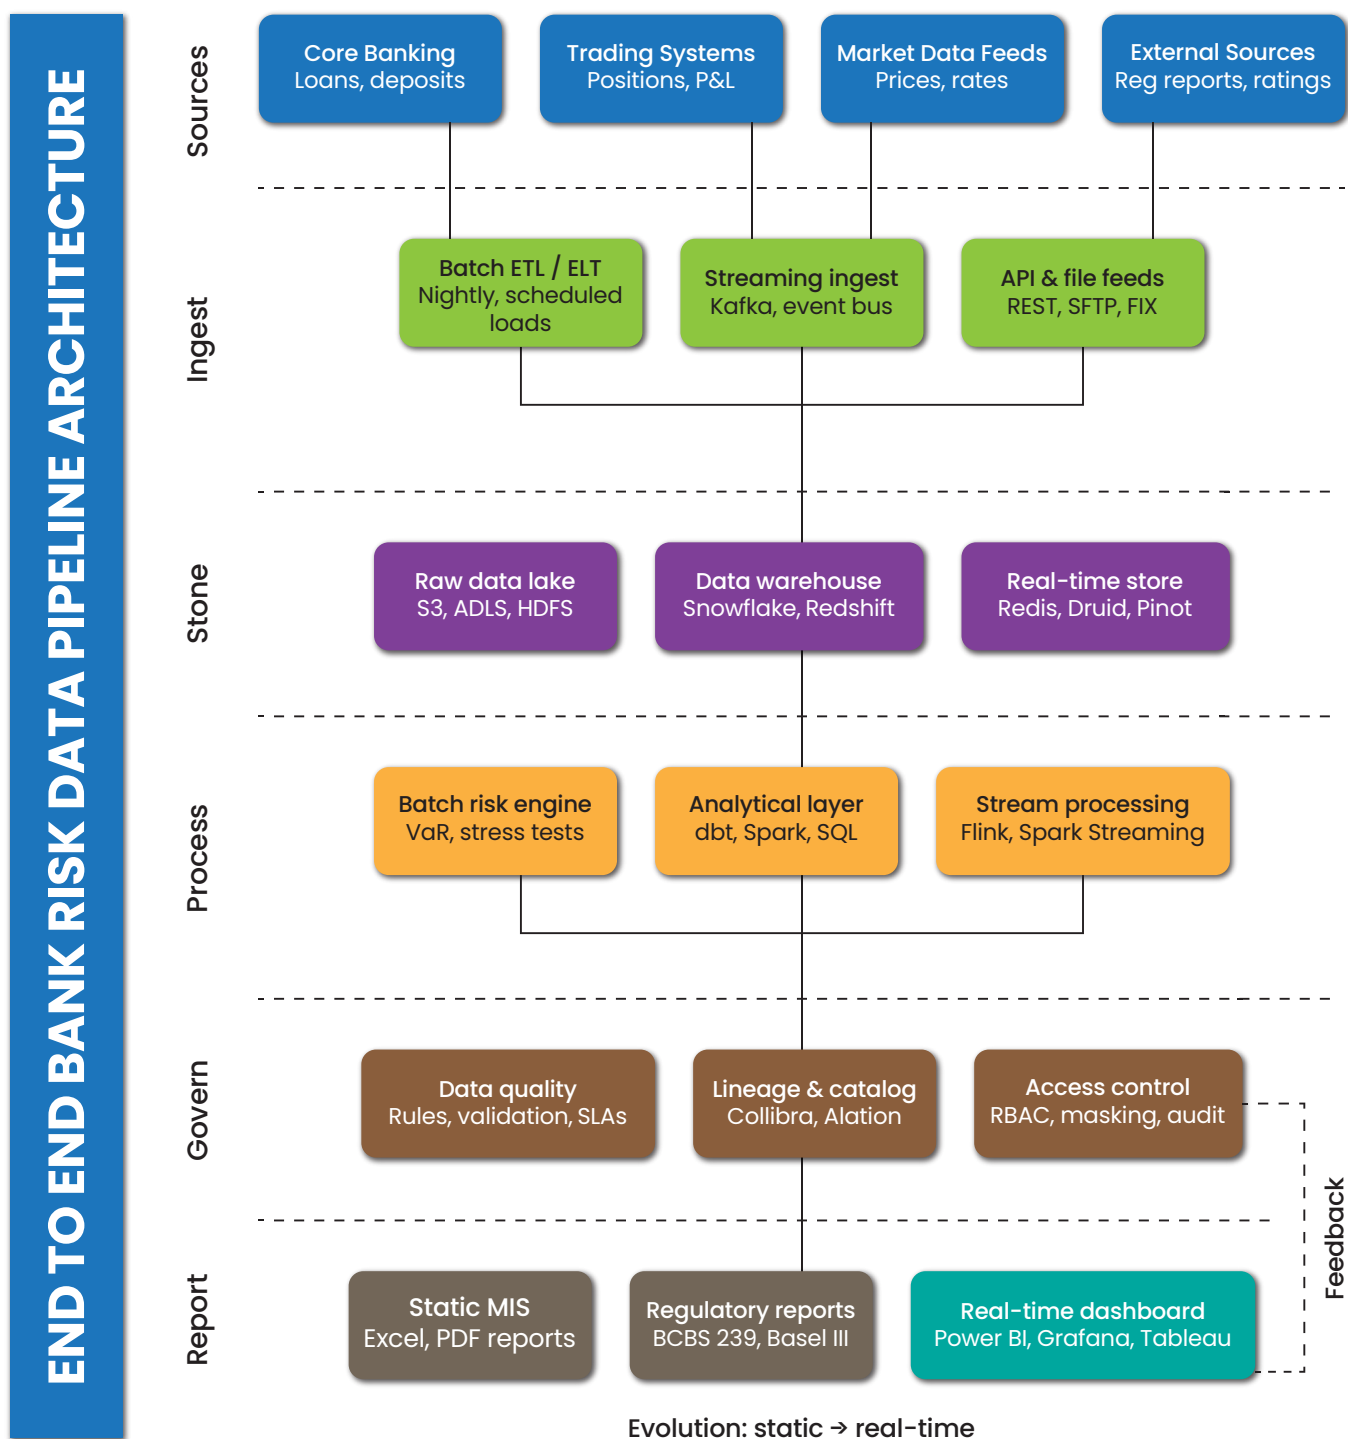 END TO END BANK RISK DATA PIPELINE ARCHITECTURE
Sources
Core Banking
Loans, deposits
Trading Systems
Positions, P&L
Market Data Feeds
Prices, rates
External Sources
Reg reports, ratings
Ingest
Batch ETL / ELT
Nightly, scheduled
loads
Streaming ingest
Kafka, event bus
API & file feeds
REST, SFTP, FIX
Stone
Raw data lake
S3, ADLS, HDFS
Data warehouse
Snowflake, Redshift
Real-time store
Redis, Druid, Pinot
Process
Batch risk engine
VaR, stress tests
Analytical layer
dbt, Spark, SQL
Stream processing
Flink, Spark Streaming
Govern
Data quality
Rules, validation, SLAs
Lineage & catalog
Collibra, Alation
Access control
RBAC, masking, audit
Feedback
Report
Static MIS
Excel, PDF reports
Regulatory reports
BCBS 239, Basel III
Real-time dashboard
Power BI, Grafana, Tableau
Evolution: static → real-time